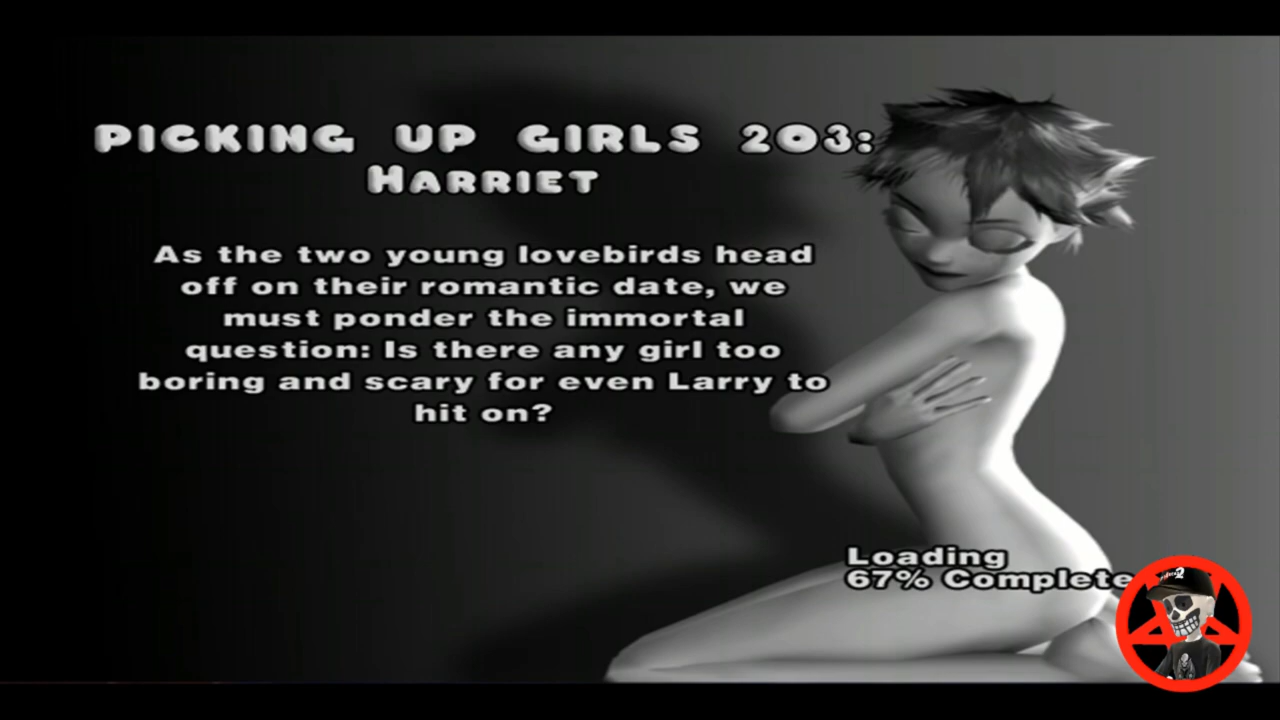 PICKING UP GIRLS 203:
HARRIET
As the two young lovebirds head
off on their romantic date, we
must ponder the immortal
question: Is there any girl too
boring and scary for even Larry to
hit on?
Loading
67% Complete